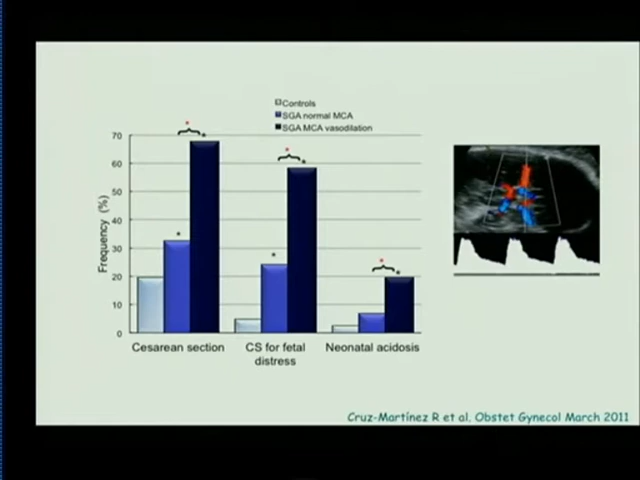 Controls
SGA normal MCA
SGA MCA vasodilation
70
60
50
40
30
20
10
0
Frequency (%)
Cesarean section
CS for fetal distress
Neonatal acidosis
Cruz-Martínez R et al. Obstet Gynecol March 2011